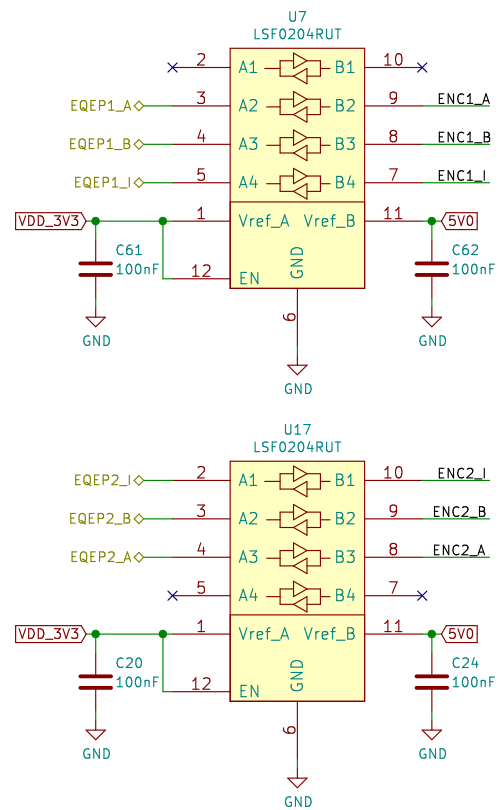 U7
LSF0204RUT
2 A1 B1 10
EQEP1_A 3 A2 B2 9 ENC1_A
EQEP1_B 4 A3 B3 8 ENC1_B
EQEP1_I 5 A4 B4 7 ENC1_I
VDD_3V3 1 Vref_A Vref_B 11 5V0
C61 100nF
12 EN
GND
C62 100nF
6
GND
GND
GND
U17
LSF0204RUT
EQEP2_I 2 A1 B1 10 ENC2_I
EQEP2_B 3 A2 B2 9 ENC2_B
EQEP2_A 4 A3 B3 8 ENC2_A
5 A4 B4 7
VDD_3V3 1 Vref_A Vref_B 11 5V0
C20 100nF
12 EN
GND
C24 100nF
6
GND
GND
GND